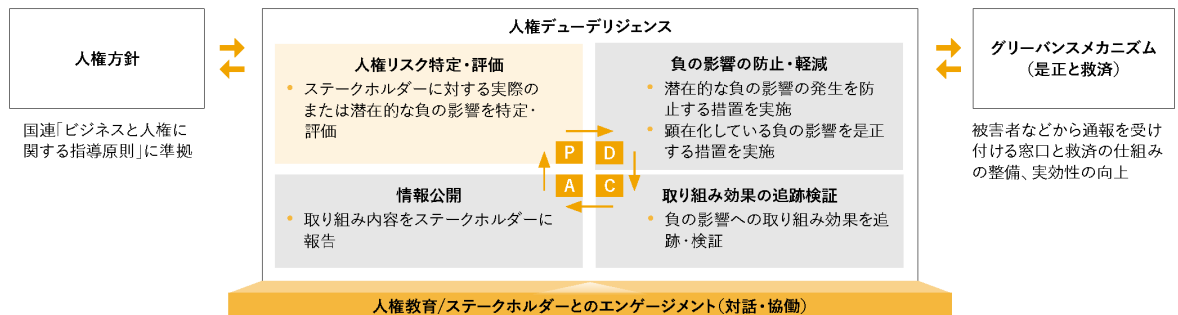 人権方針
国連「ビジネスと人権に
関する指導原則」に準拠
人権デューデリジェンス
人権リスク特定・評価
• ステークホルダーに対する実際の
または潜在的な負の影響を特定・
評価
負の影響の防止・軽減
• 潜在的な負の影響の発生を防
止する措置を実施
• 顕在化している負の影響を是正
する措置を実施
P
D
A
C
情報公開
• 取り組み内容をステークホルダーに
報告
取り組み効果の追跡検証
• 負の影響への取り組み効果を追
跡・検証
グリーバンスメカニズム
（是正と救済）
被害者などから通報を受け
付ける窓口と救済の仕組み
の整備、実効性の向上
人権教育/ステークホルダーとのエンゲージメント（対話・協働）